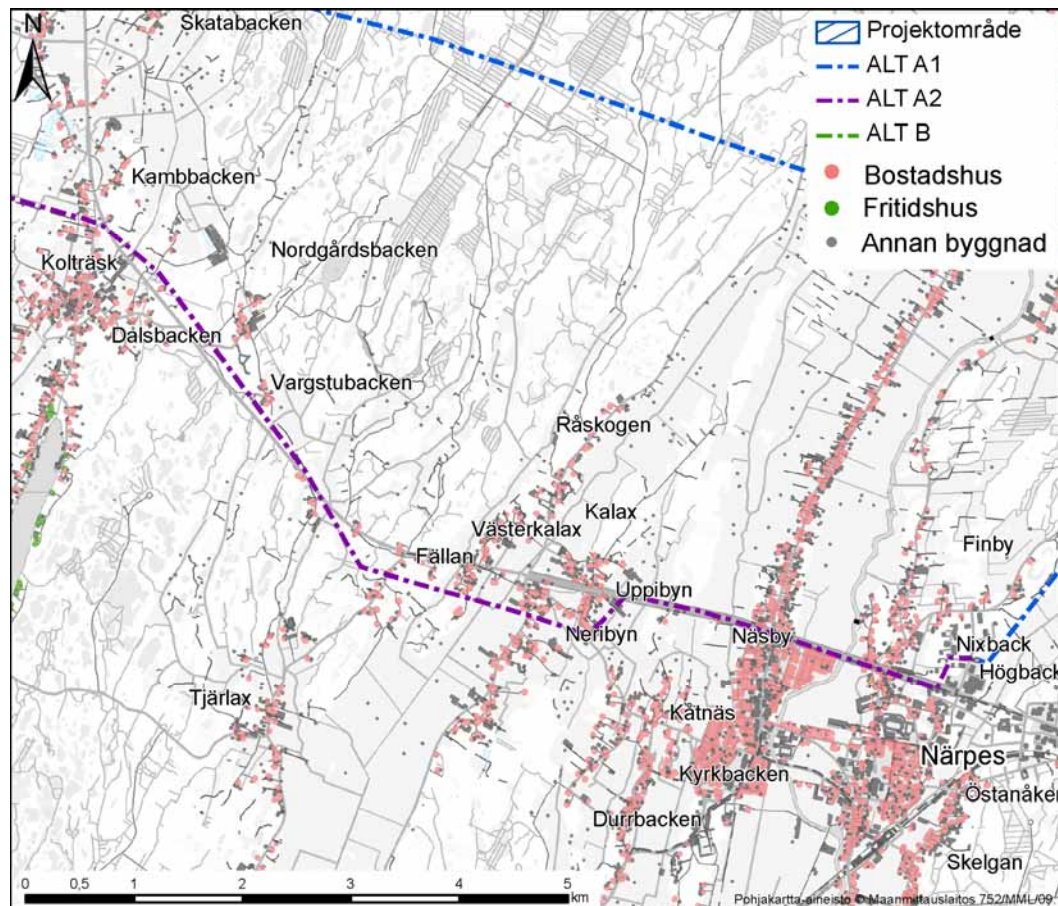 Skatabacken
N
Projektområde
ALT A1
ALT A2
ALT B
Bostadshus
Fritidshus
Annan byggnad
Kambbacken
Nordgårdsbacken
Kolträsk
Dalsbacken
Vargstubacken
Råskogen
Kalax
Västerkalax
Fällan
Finby
Uppibyn
Neribyn
Näsby
Nixback
Högback
Tjärlax
Kåtnäs
Närpes
Kyrkbacken
Östanåker
Durrbacken
Skelgan
0 0,5 1 2 3 4 5
km
Pohjakartta-aineisto © Maanmittauslaitos 752/MML/09